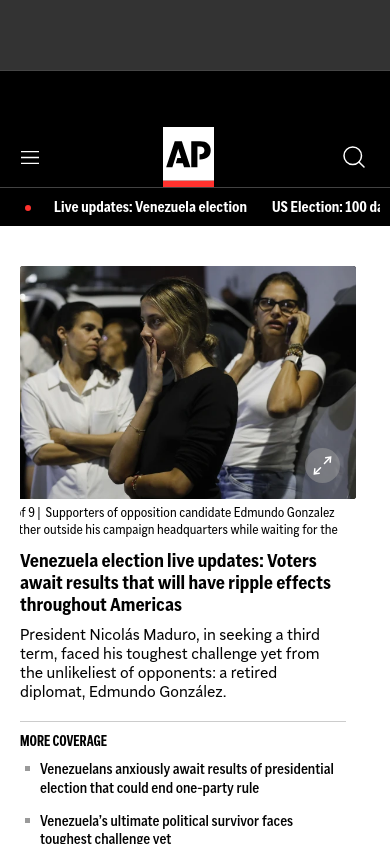 AP
Live updates: Venezuela election US Election: 100
of 9 | Supporters of opposition candidate Edmundo Gonzalez
ther outside his campaign headquarters while waiting for the
Venezuela election live updates: Voters
await results that will have ripple effects
throughout Americas
President Nicolás Maduro, in seeking a third
term, faced his toughest challenge yet from
the unlikeliest of opponents: a retired
diplomat, Edmundo González.
MORE COVERAGE
Venezuelans anxiously await results of presidential
election that could end one-party rule
Venezuela's ultimate political survivor faces
toughest challenge yet